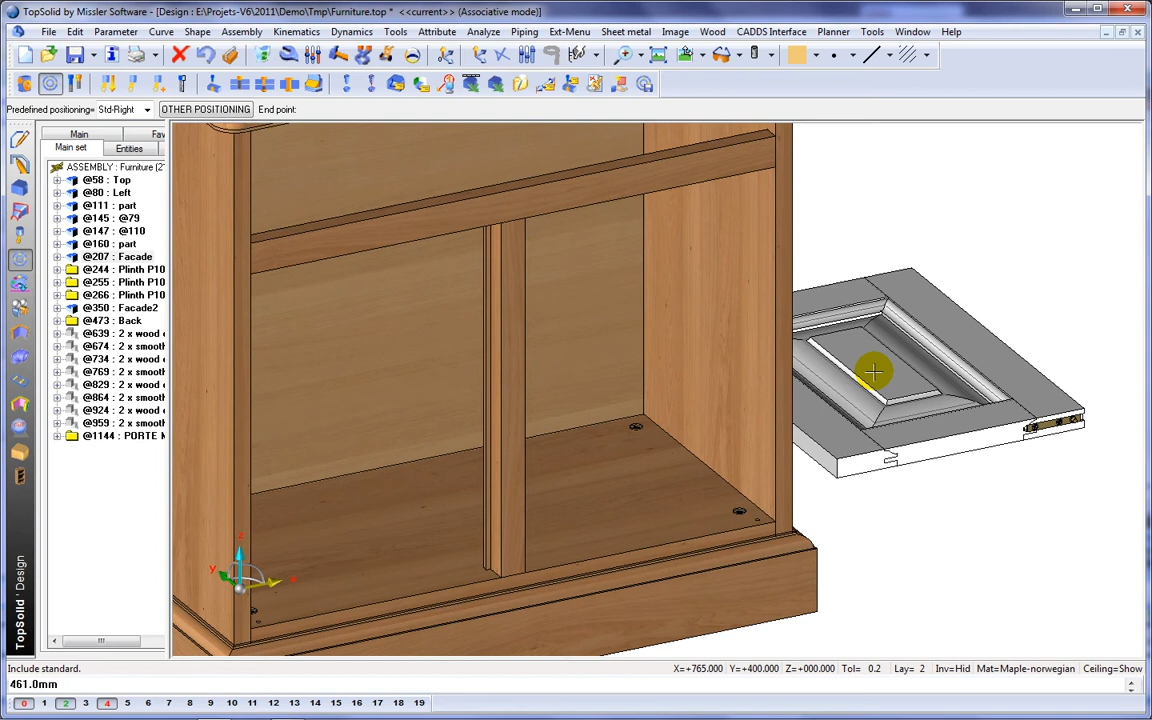 TopSolid by Missler Software - [Design : E:\Projets-V6\2011\Demo\Tmp\Furniture.top * <<current>> (Associative mode)]
File Edit Parameter Curve Shape Assembly Kinematics Dynamics Tools Attribute Analyze Piping Ext-Menu Sheet metal Image Wood CADDS Interface Planner Tools Window Help
Predefined positioning= Std-Right OTHER POSITIONING End point:
Main Fav
Main set Entities
ASSEMBLY : Furniture (2
@58 : Top
@80 : Left
@111 : part
@145 : @79
@147 : @110
@160 : part
@207 : Facade
@244 : Plinth P10
@255 : Plinth P10
@266 : Plinth P10
@350 : Facade2
@473 : Back
@639 : 2 x wood
@674 : 2 x smooth
@734 : 2 x wood
@769 : 2 x smooth
@829 : 2 x wood
@864 : 2 x smooth
@924 : 2 x wood
@959 : 2 x smooth
@1144 : PORTE
z
y
x
TopSolid'Design
Include standard. X=+765.000 Y=+400.000 Z=+000.000 Tol= 0.2 Lay= 2 Inv=Hid Mat=Maple-norwegian Ceiling=Show
461.0mm
0 1 2 3 4 5 6 7 8 9 10 11 12 13 14 15 16 17 18 19